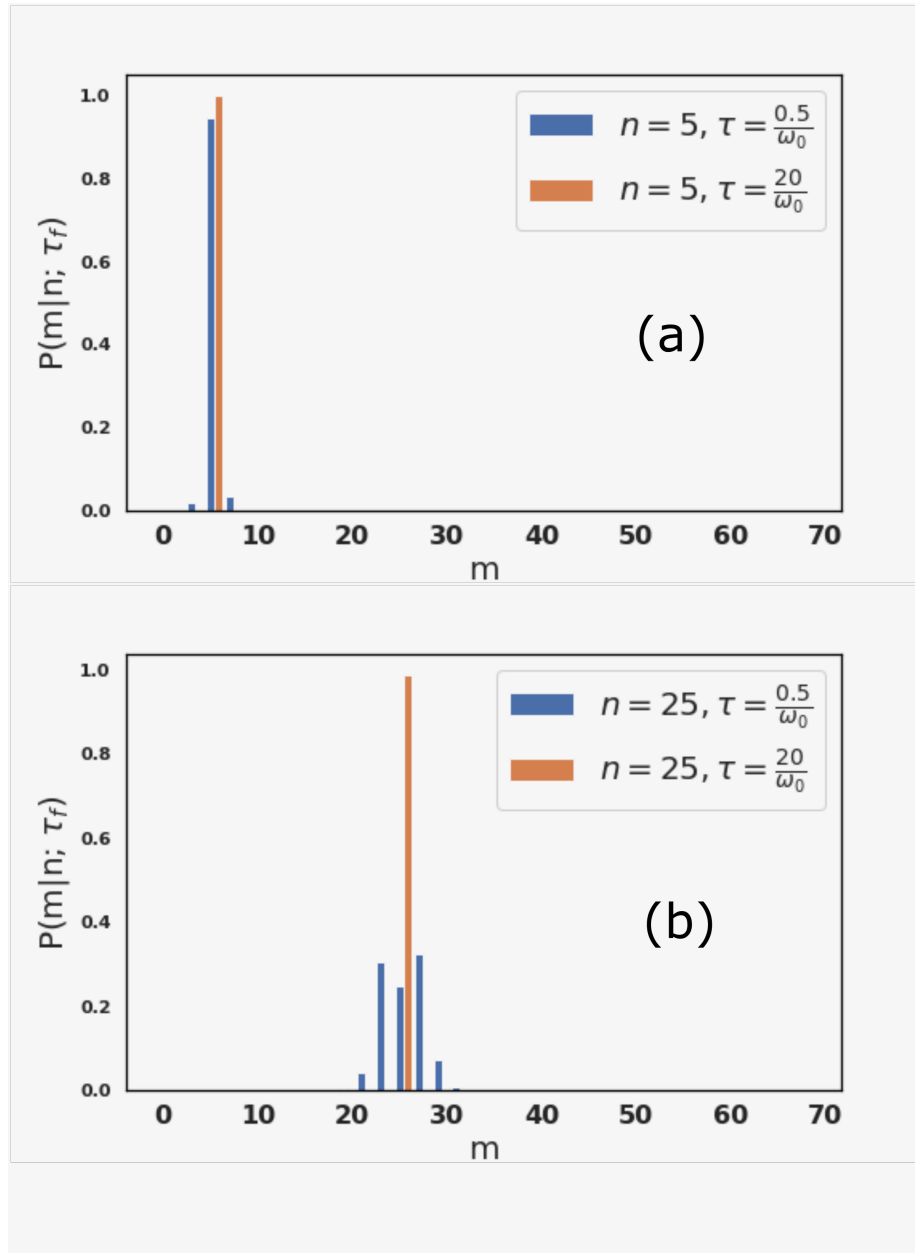 n = 5, τ = 0.5/ω₀
n = 5, τ = 20/ω₀
(a)
P(m|n; τ_f)
1.0
0.8
0.6
0.4
0.2
0.0
0 10 20 30 40 50 60 70
m
n = 25, τ = 0.5/ω₀
n = 25, τ = 20/ω₀
(b)
P(m|n; τ_f)
1.0
0.8
0.6
0.4
0.2
0.0
0 10 20 30 40 50 60 70
m